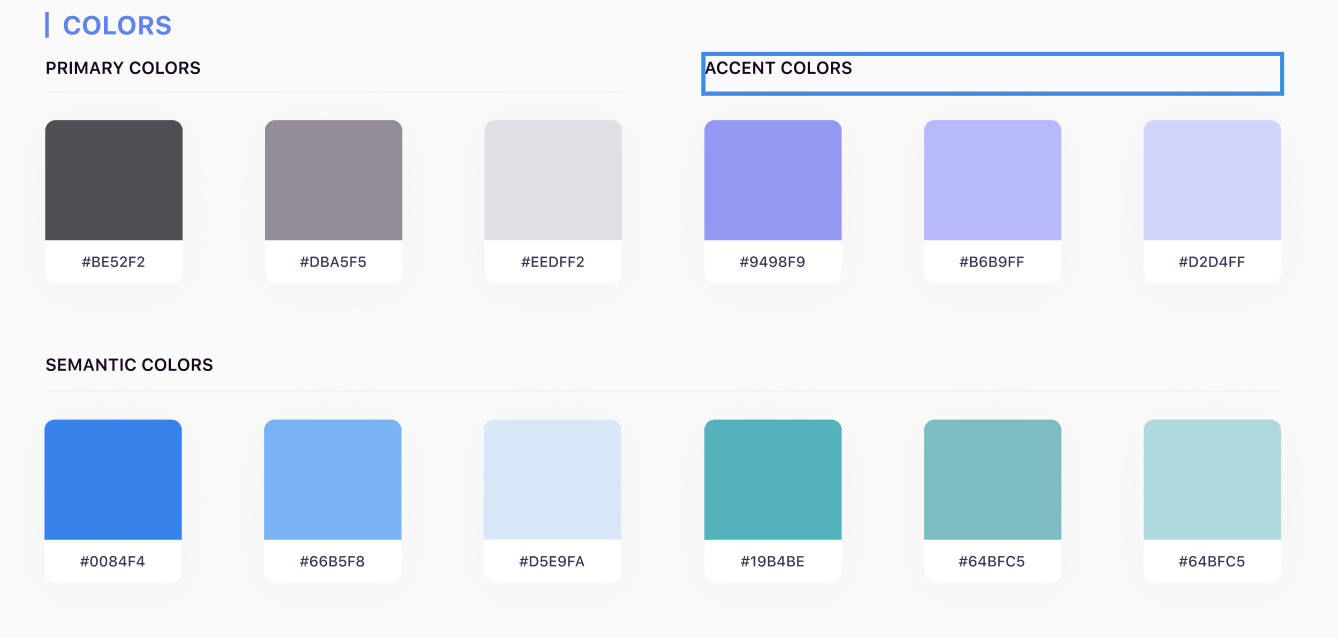 COLORS
PRIMARY COLORS
ACCENT COLORS
#BE52F2
#DBA5F5
#EEDFF2
#9498F9
#B6B9FF
#D2D4FF
SEMANTIC COLORS
#0084F4
#66B5F8
#D5E9FA
#19B4BE
#64BFC5
#64BFC5